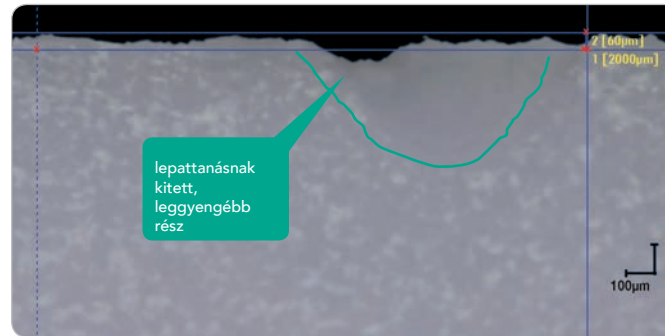 2 [60µm]
1 [2000µm]
lepattanásnak
kitett,
leggyengébb
rész
100µm